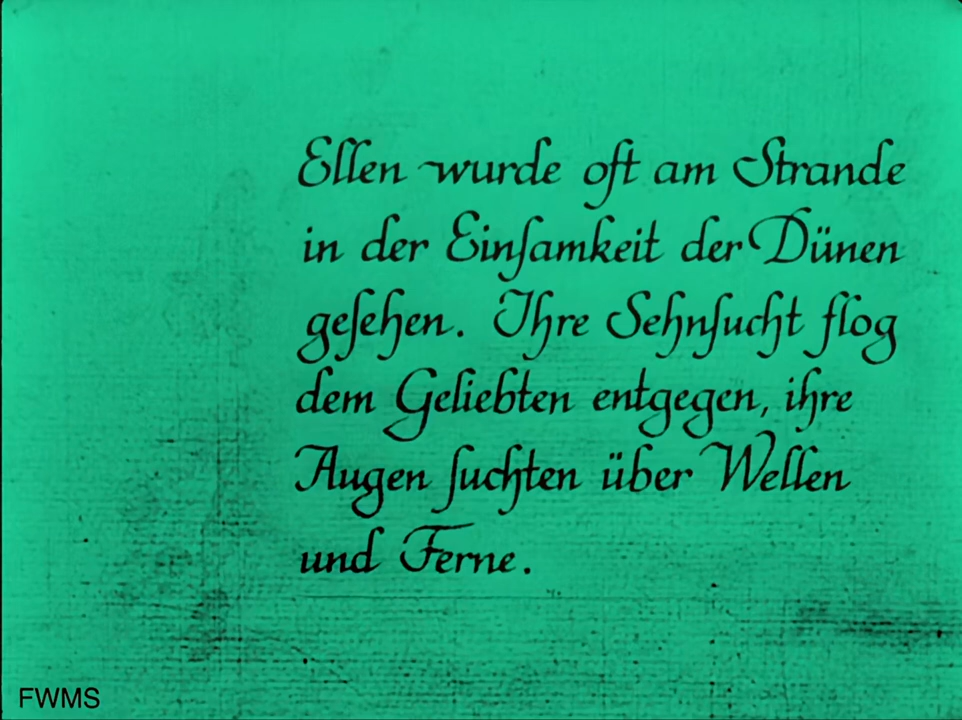 Ellen wurde oft am Strande
in der Einſamkeit der Dünen
geſehen. Ihre Sehnſucht flog
dem Geliebten entgegen, ihre
Augen ſuchten über Wellen
und Ferne.
FWMS